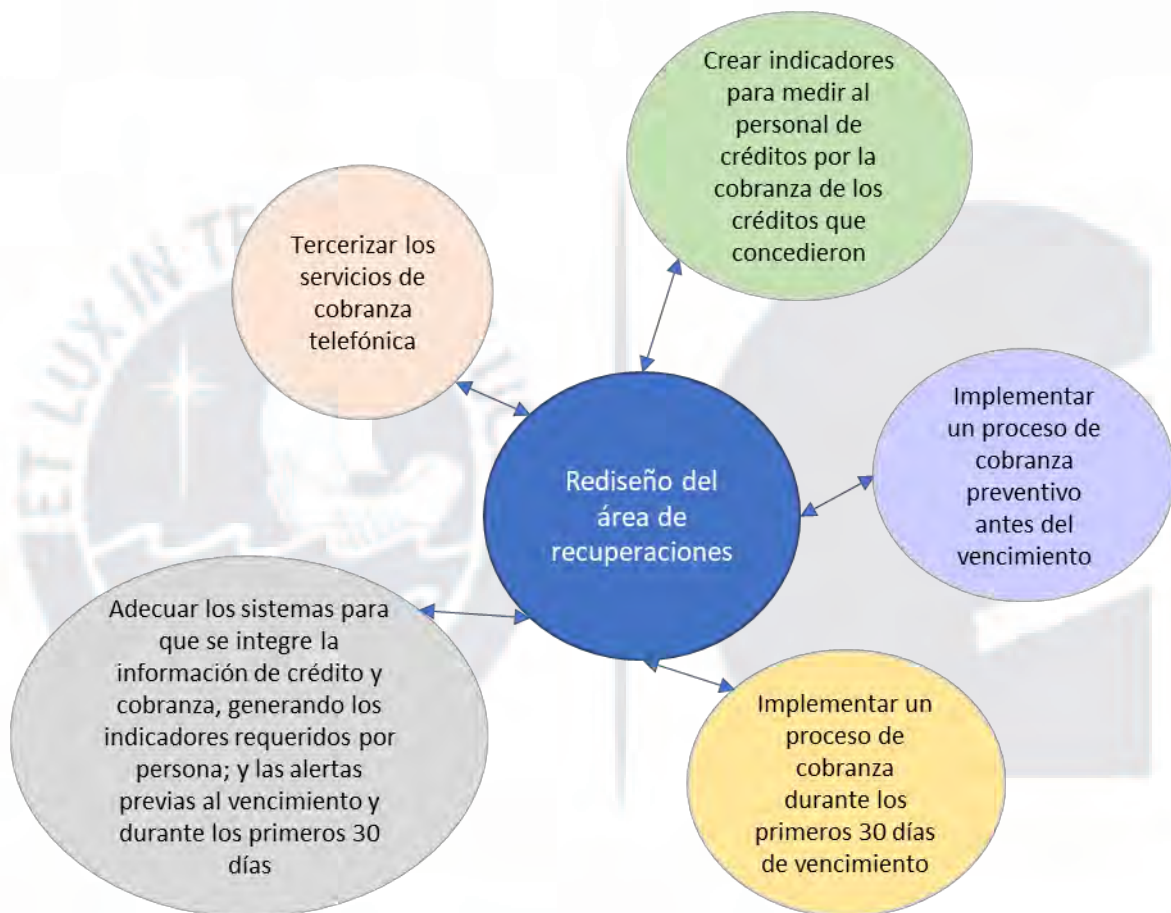 Crear indicadores
para medir al
personal de
créditos por la
cobranza de los
créditos que
concedieron
Tercerizar los
servicios de
cobranza
telefónica
Implementar
un proceso de
cobranza
preventivo
antes del
vencimiento
Rediseño del
área de
recuperaciones
Adecuar los sistemas para
que se integre la
información de crédito y
cobranza, generando los
indicadores requeridos por
persona; y las alertas
previas al vencimiento y
durante los primeros 30
días
Implementar un
proceso de
cobranza
durante los
primeros 30 días
de vencimiento
ET LUX IN